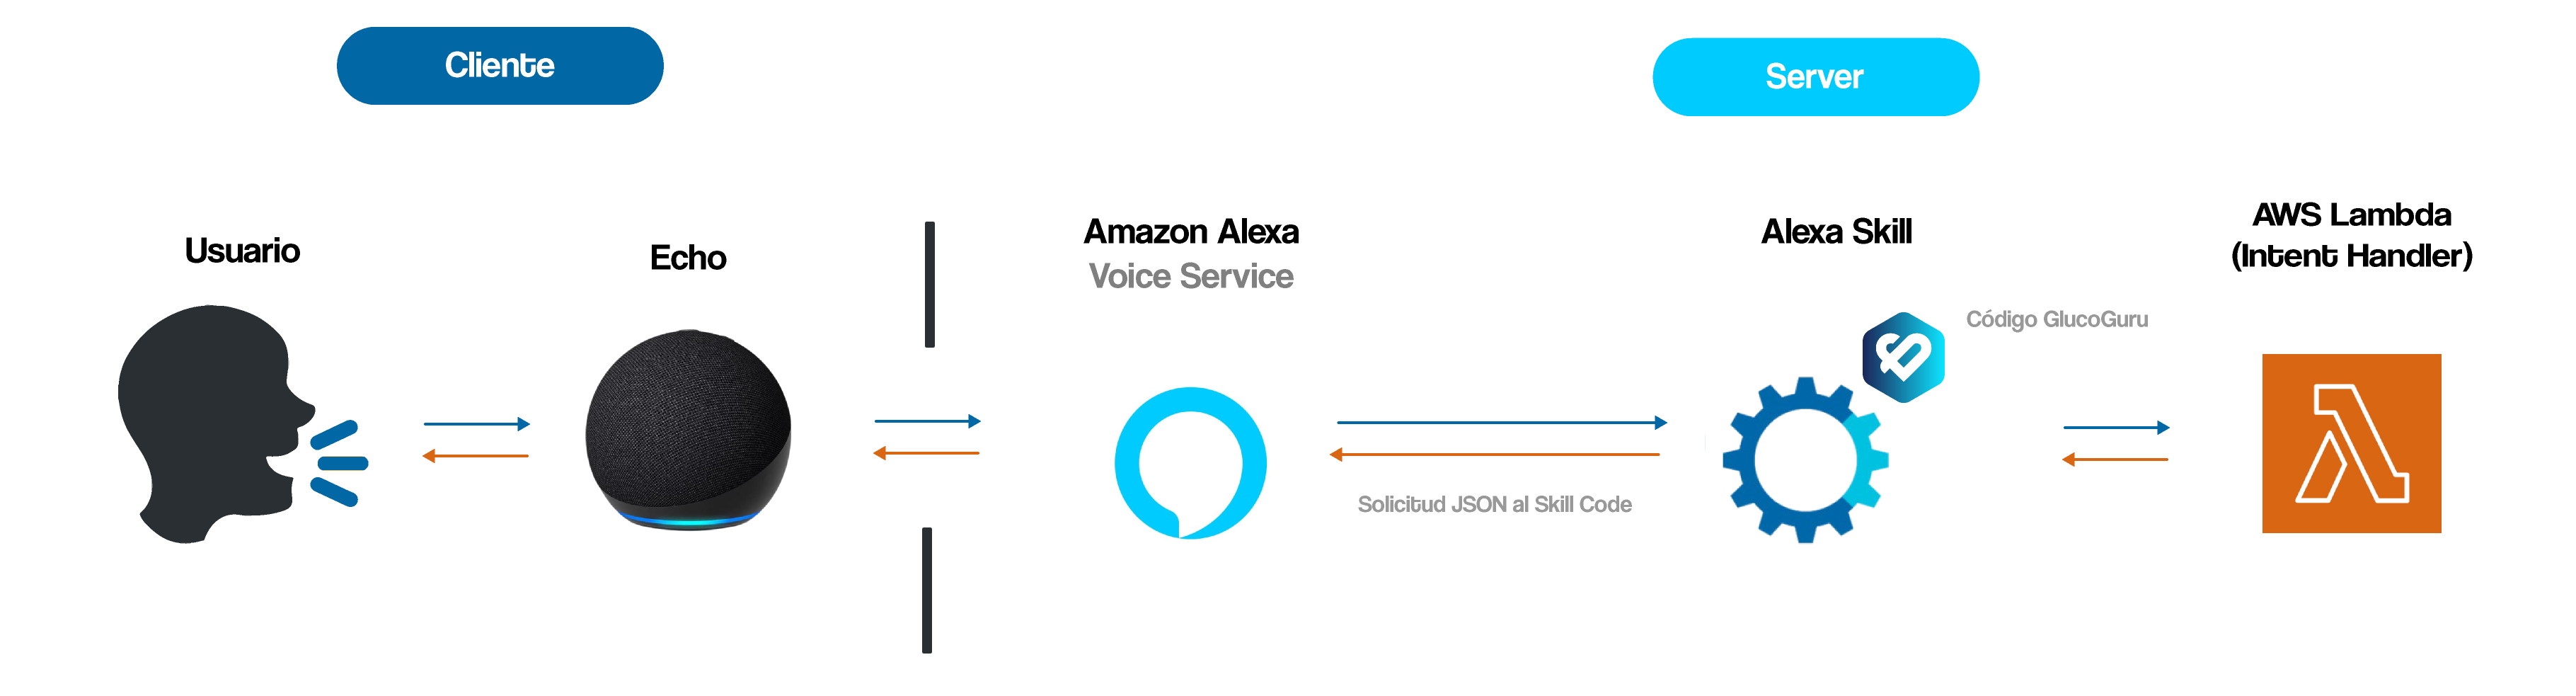 Cliente
Server
Usuario
Echo
Amazon Alexa
Voice Service
Alexa Skill
AWS Lambda
(Intent Handler)
Código GlucoGuru
Solicitud JSON al Skill Code